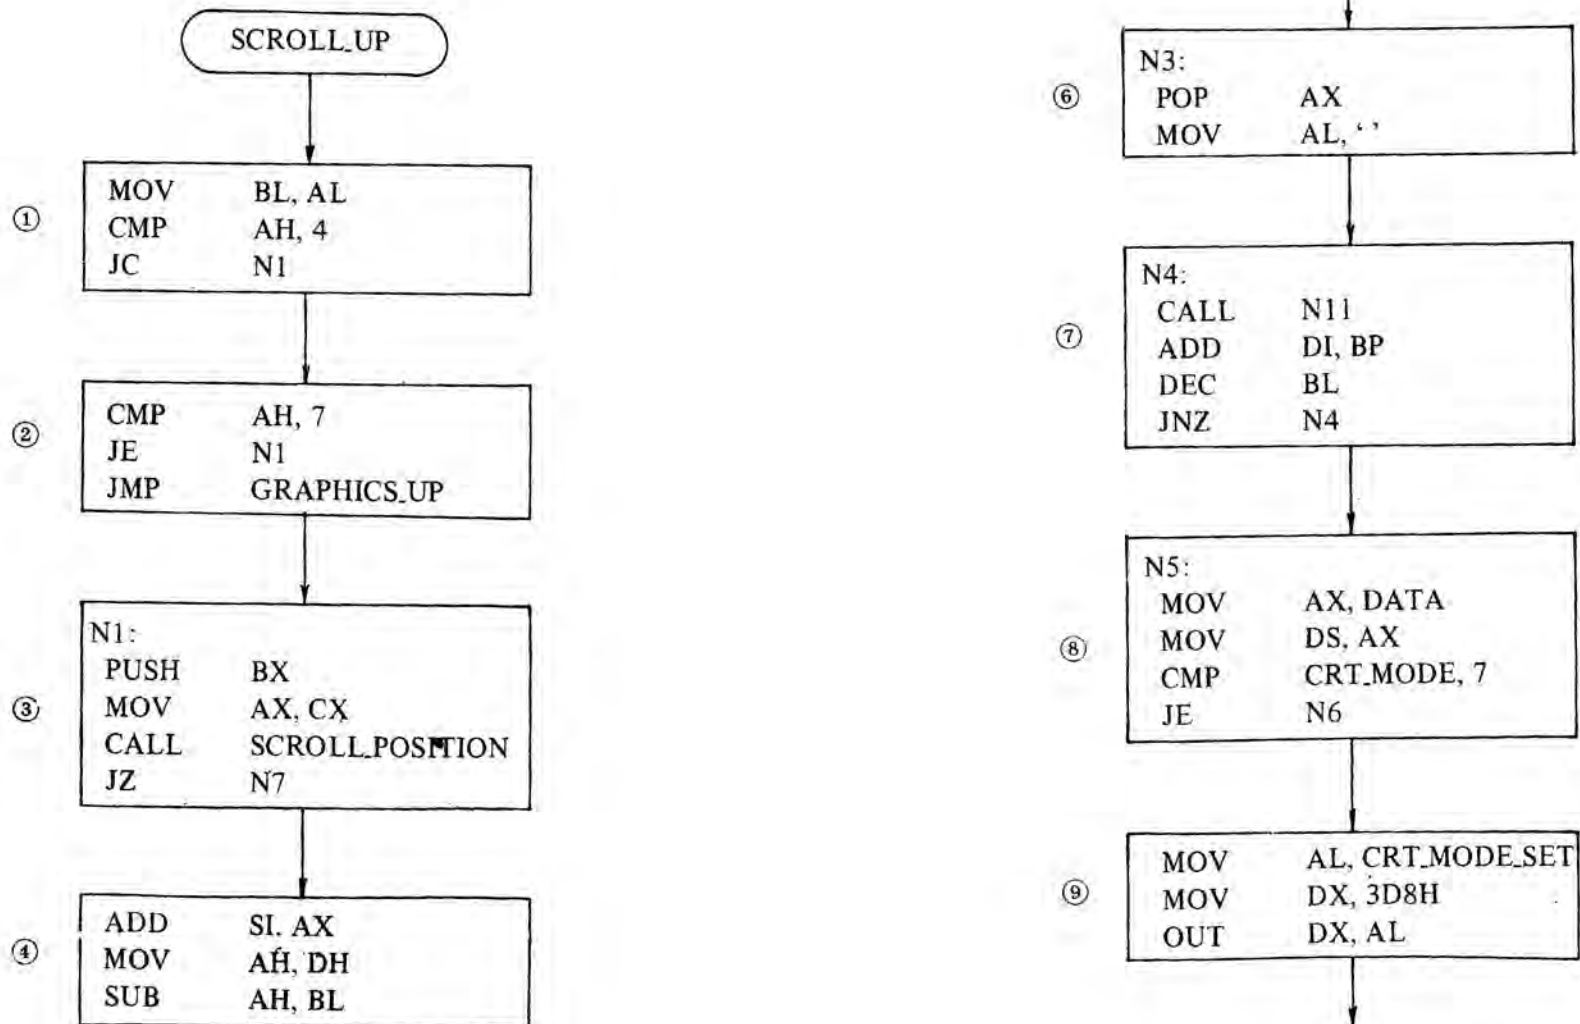 SCROLL_UP
①
MOV BL, AL
CMP AH, 4
JC N1
②
CMP AH, 7
JE N1
JMP GRAPHICS_UP
③
N1:
PUSH BX
MOV AX, CX
CALL SCROLL_POSITION
JZ N7
④
ADD SI. AX
MOV AH, DH
SUB AH, BL
⑥
N3:
POP AX
MOV AL, ‘ ’
⑦
N4:
CALL N11
ADD DI, BP
DEC BL
JNZ N4
⑧
N5:
MOV AX, DATA
MOV DS, AX
CMP CRT_MODE, 7
JE N6
⑨
MOV AL, CRT_MODE_SET
MOV DX, 3D8H
OUT DX, AL